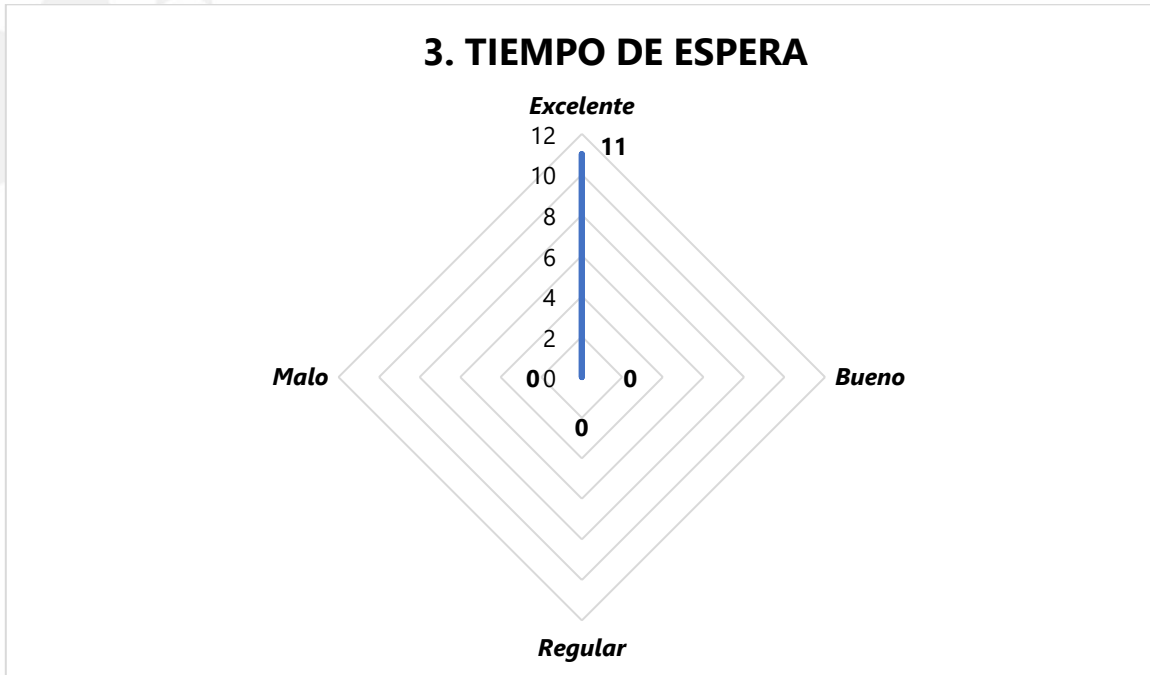 3. TIEMPO DE ESPERA
Excelente
12
11
10
8
6
4
2
Malo
0
0
0
Bueno
0
Regular